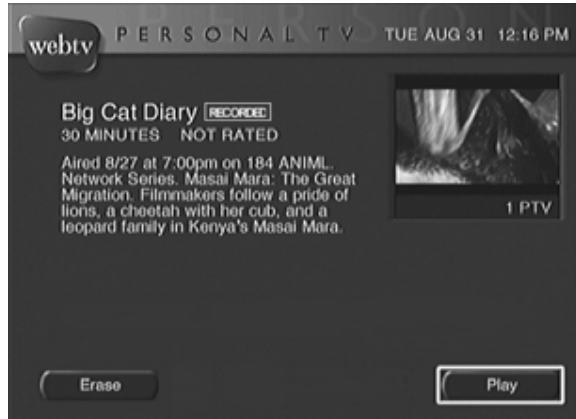 webtv
PERSONAL TV
TUE AUG 31 12:16 PM
Big Cat Diary RECORDED
30 MINUTES NOT RATED
Aired 8/27 at 7:00pm on 184 ANIML.
Network Series. Masai Mara: The Great
Migration. Filmmakers follow a pride of
lions, a cheetah with her cub, and a
leopard family in Kenya's Masai Mara.
1 PTV
Erase
Play